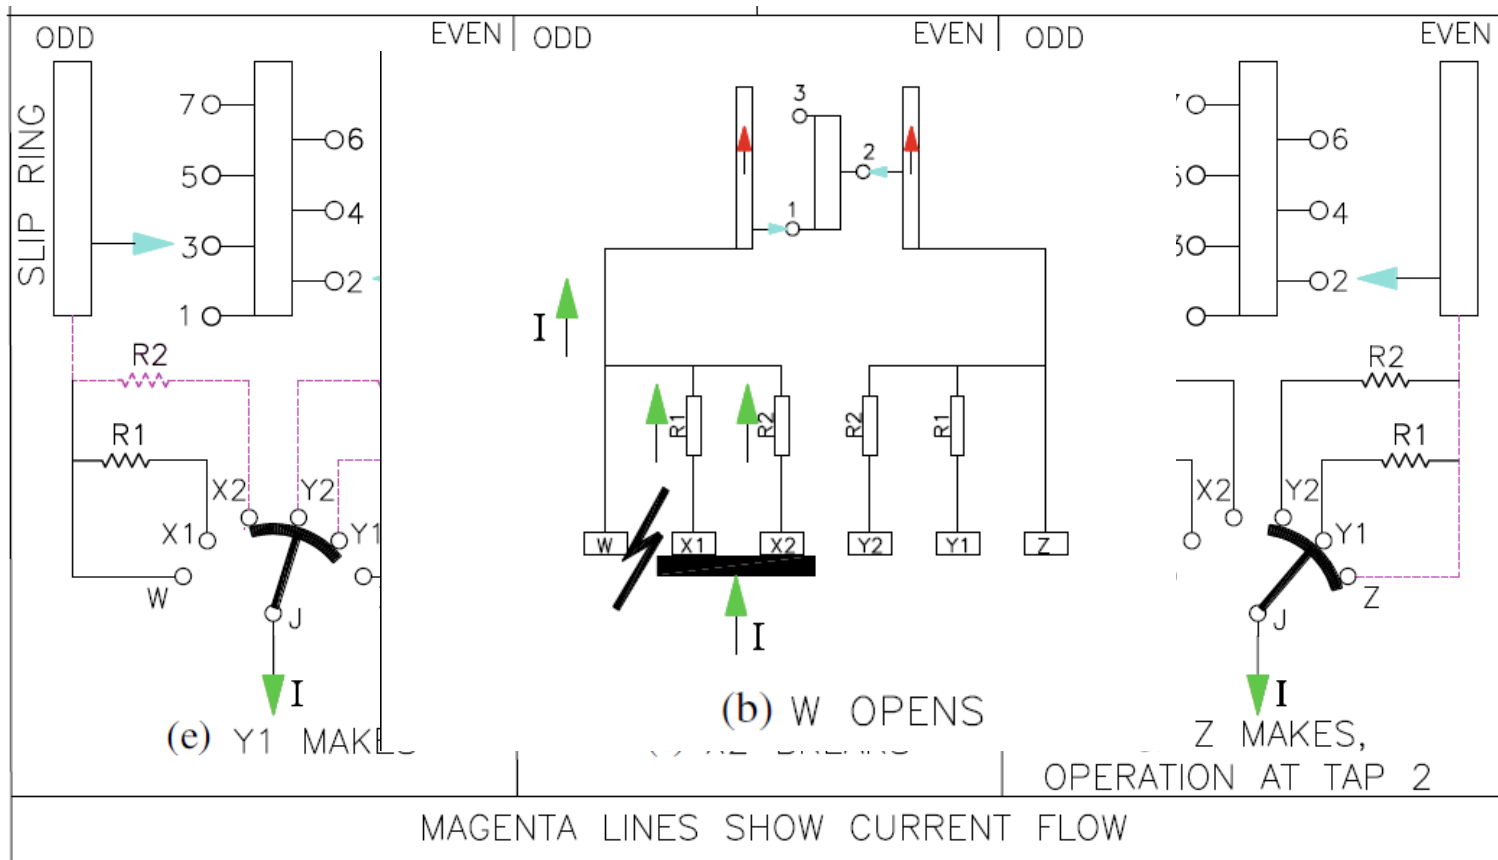 ODD
EVEN
ODD
EVEN
ODD
EVEN
SLIP RING
7
5
3
1
6
4
2
R2
R1
X2
Y2
X1
Y1
W
J
I
(e) Y1 MAKES
3
2
1
I
R1
R2
R2
R1
W
X1
X2
Y2
Y1
Z
I
(b) W OPENS
6
4
2
R2
R1
X2
Y2
Y1
Z
J
I
Z MAKES,
OPERATION AT TAP 2
MAGENTA LINES SHOW CURRENT FLOW